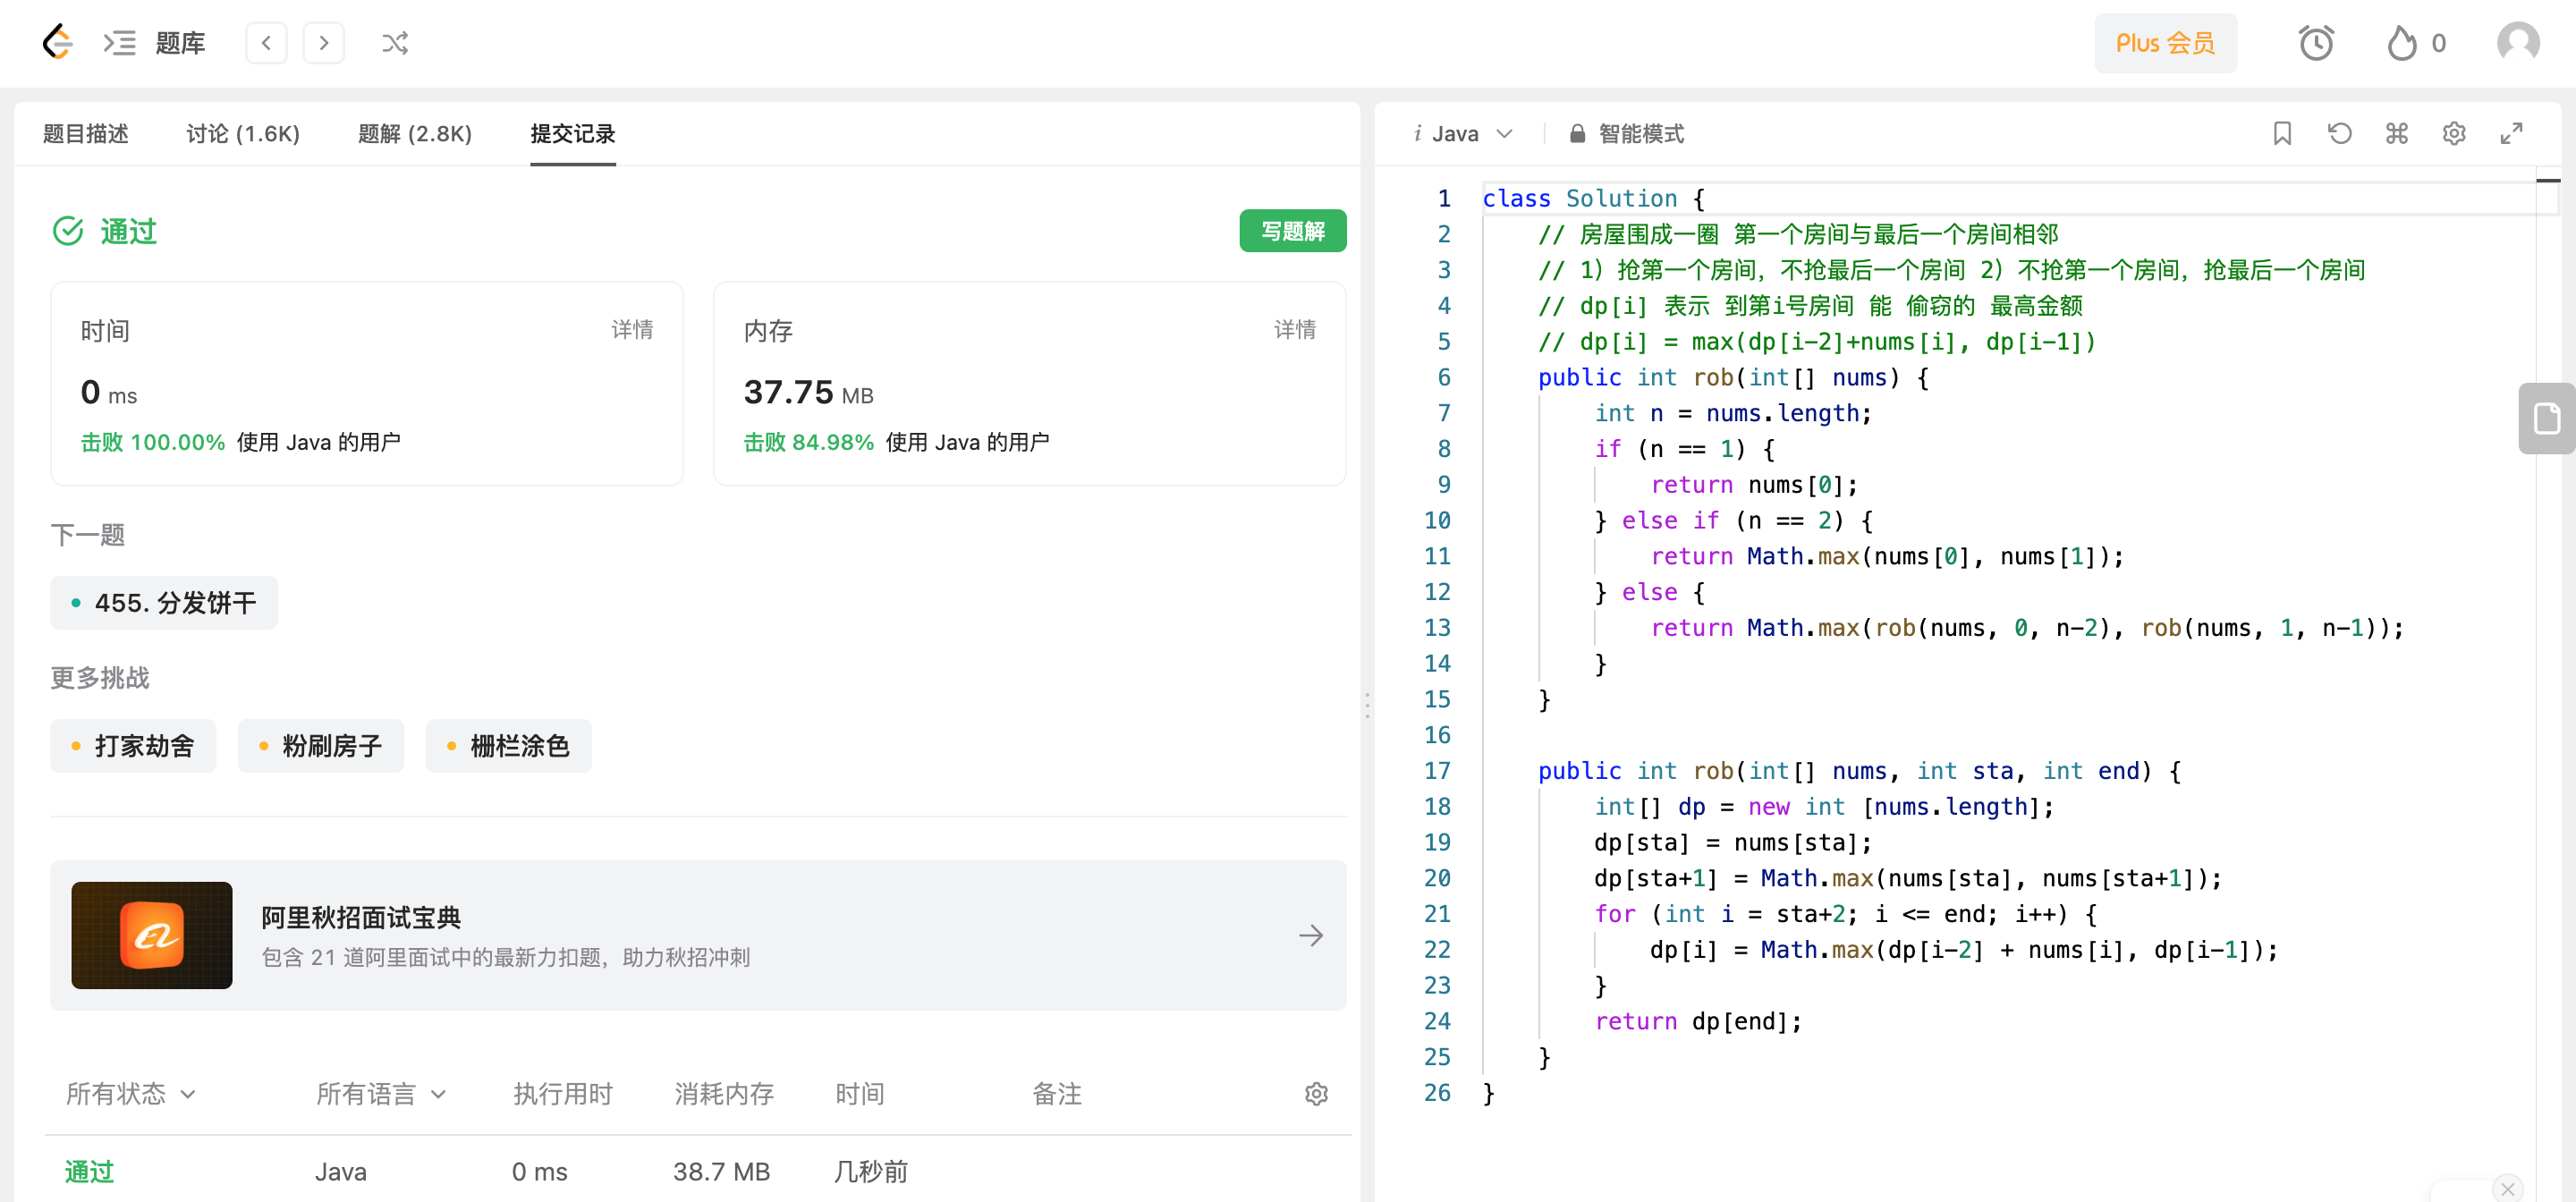 题库
Plus 会员
0
题目描述 讨论 (1.6K) 题解 (2.8K) 提交记录
通过
写题解
时间 详情
0 ms
击败 100.00% 使用 Java 的用户
内存 详情
37.75 MB
击败 84.98% 使用 Java 的用户
下一题
455. 分发饼干
更多挑战
打家劫舍 粉刷房子 栅栏涂色
阿里秋招面试宝典
包含 21 道阿里面试中的最新力扣题，助力秋招冲刺
所有状态 所有语言 执行用时 消耗内存 时间 备注
通过 Java 0 ms 38.7 MB 几秒前
i Java 智能模式
1 class Solution {
2 // 房屋围成一圈 第一个房间与最后一个房间相邻
3 // 1）抢第一个房间，不抢最后一个房间 2）不抢第一个房间，抢最后一个房间
4 // dp[i] 表示 到第i号房间 能 偷窃的 最高金额
5 // dp[i] = max(dp[i-2]+nums[i], dp[i-1])
6 public int rob(int[] nums) {
7 int n = nums.length;
8 if (n == 1) {
9 return nums[0];
10 } else if (n == 2) {
11 return Math.max(nums[0], nums[1]);
12 } else {
13 return Math.max(rob(nums, 0, n-2), rob(nums, 1, n-1));
14 }
15 }
16
17 public int rob(int[] nums, int sta, int end) {
18 int[] dp = new int [nums.length];
19 dp[sta] = nums[sta];
20 dp[sta+1] = Math.max(nums[sta], nums[sta+1]);
21 for (int i = sta+2; i <= end; i++) {
22 dp[i] = Math.max(dp[i-2] + nums[i], dp[i-1]);
23 }
24 return dp[end];
25 }
26 }